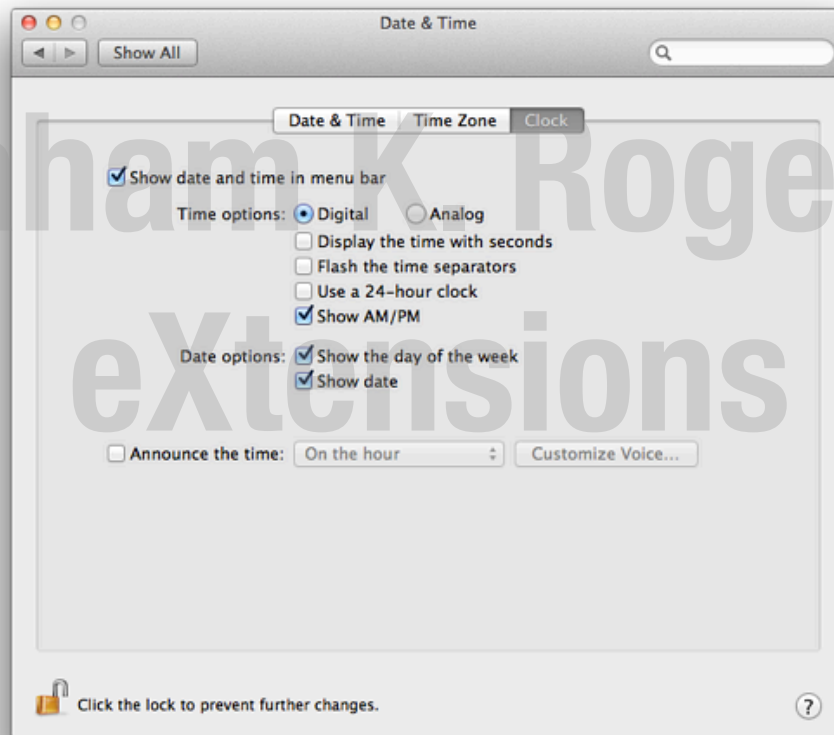 Date & Time
Show All
Date & Time Time Zone Clock
ham K. Roge
Show date and time in menu bar
Time options: Digital Analog
Display the time with seconds
Flash the time separators
Use a 24-hour clock
Show AM/PM
eXtensions
Date options: Show the day of the week
Show date
Announce the time: On the hour Customize Voice...
Click the lock to prevent further changes. ?